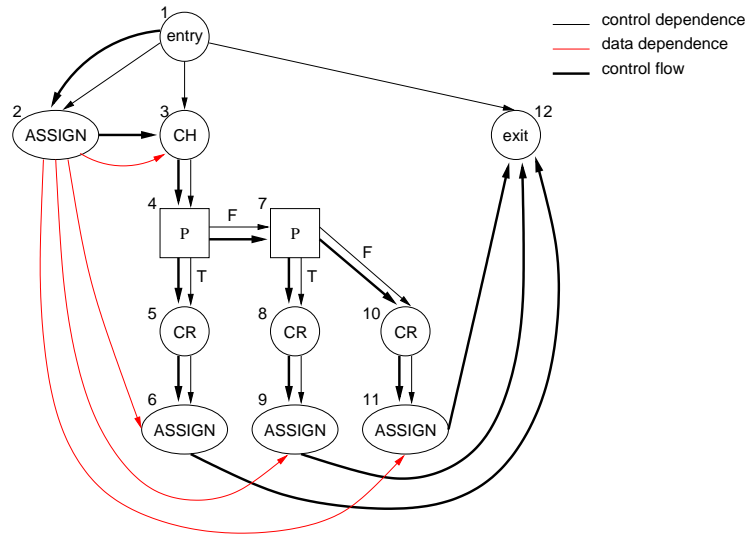 1
entry
control dependence
data dependence
control flow
2
ASSIGN
3
CH
12
exit
4
P
F
7
P
F
T
T
5
CR
8
CR
10
CR
6
ASSIGN
9
ASSIGN
11
ASSIGN